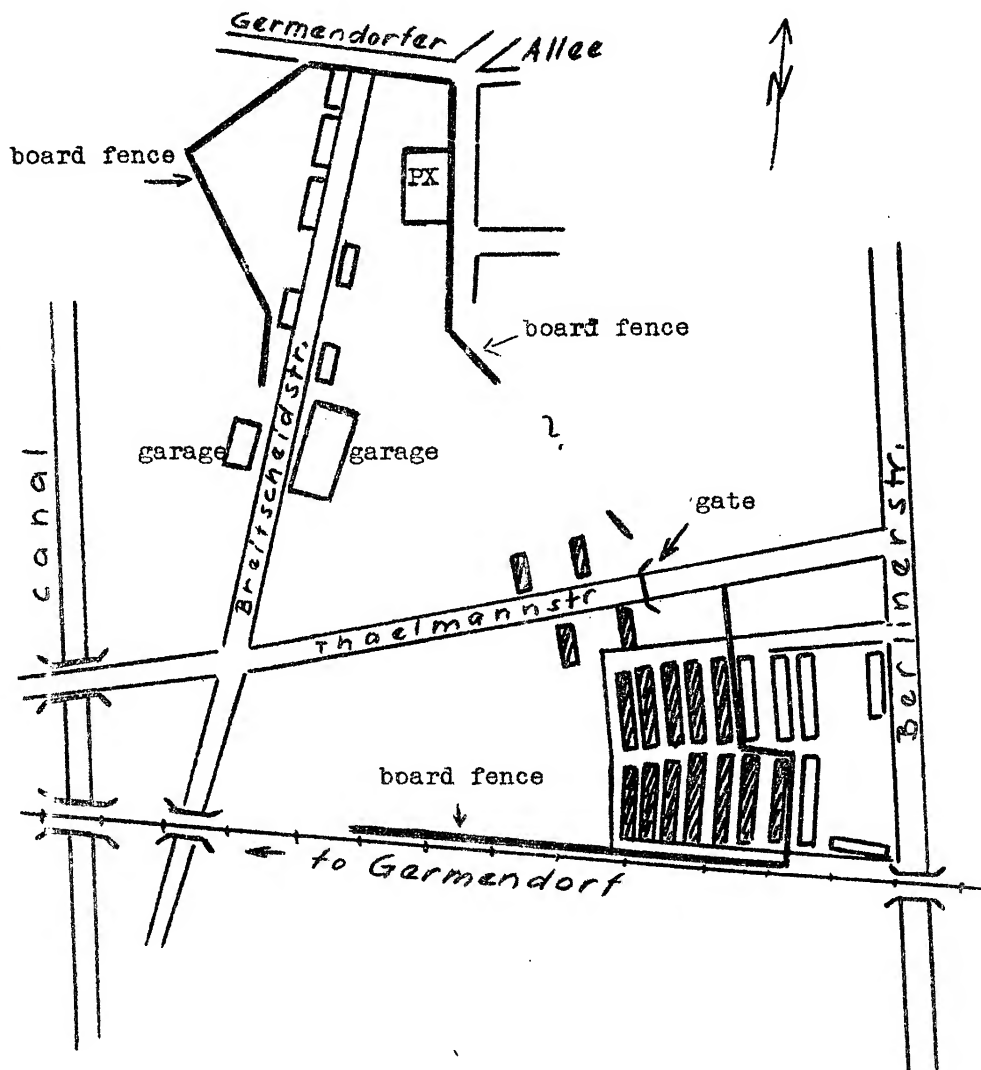 Germendorfer
Allee
N
board fence
PX
board fence
Breitscheidstr.
garage
garage
?
canal
gate
Thaelmannstr
Berlinerstr.
board fence
← to Germendorf